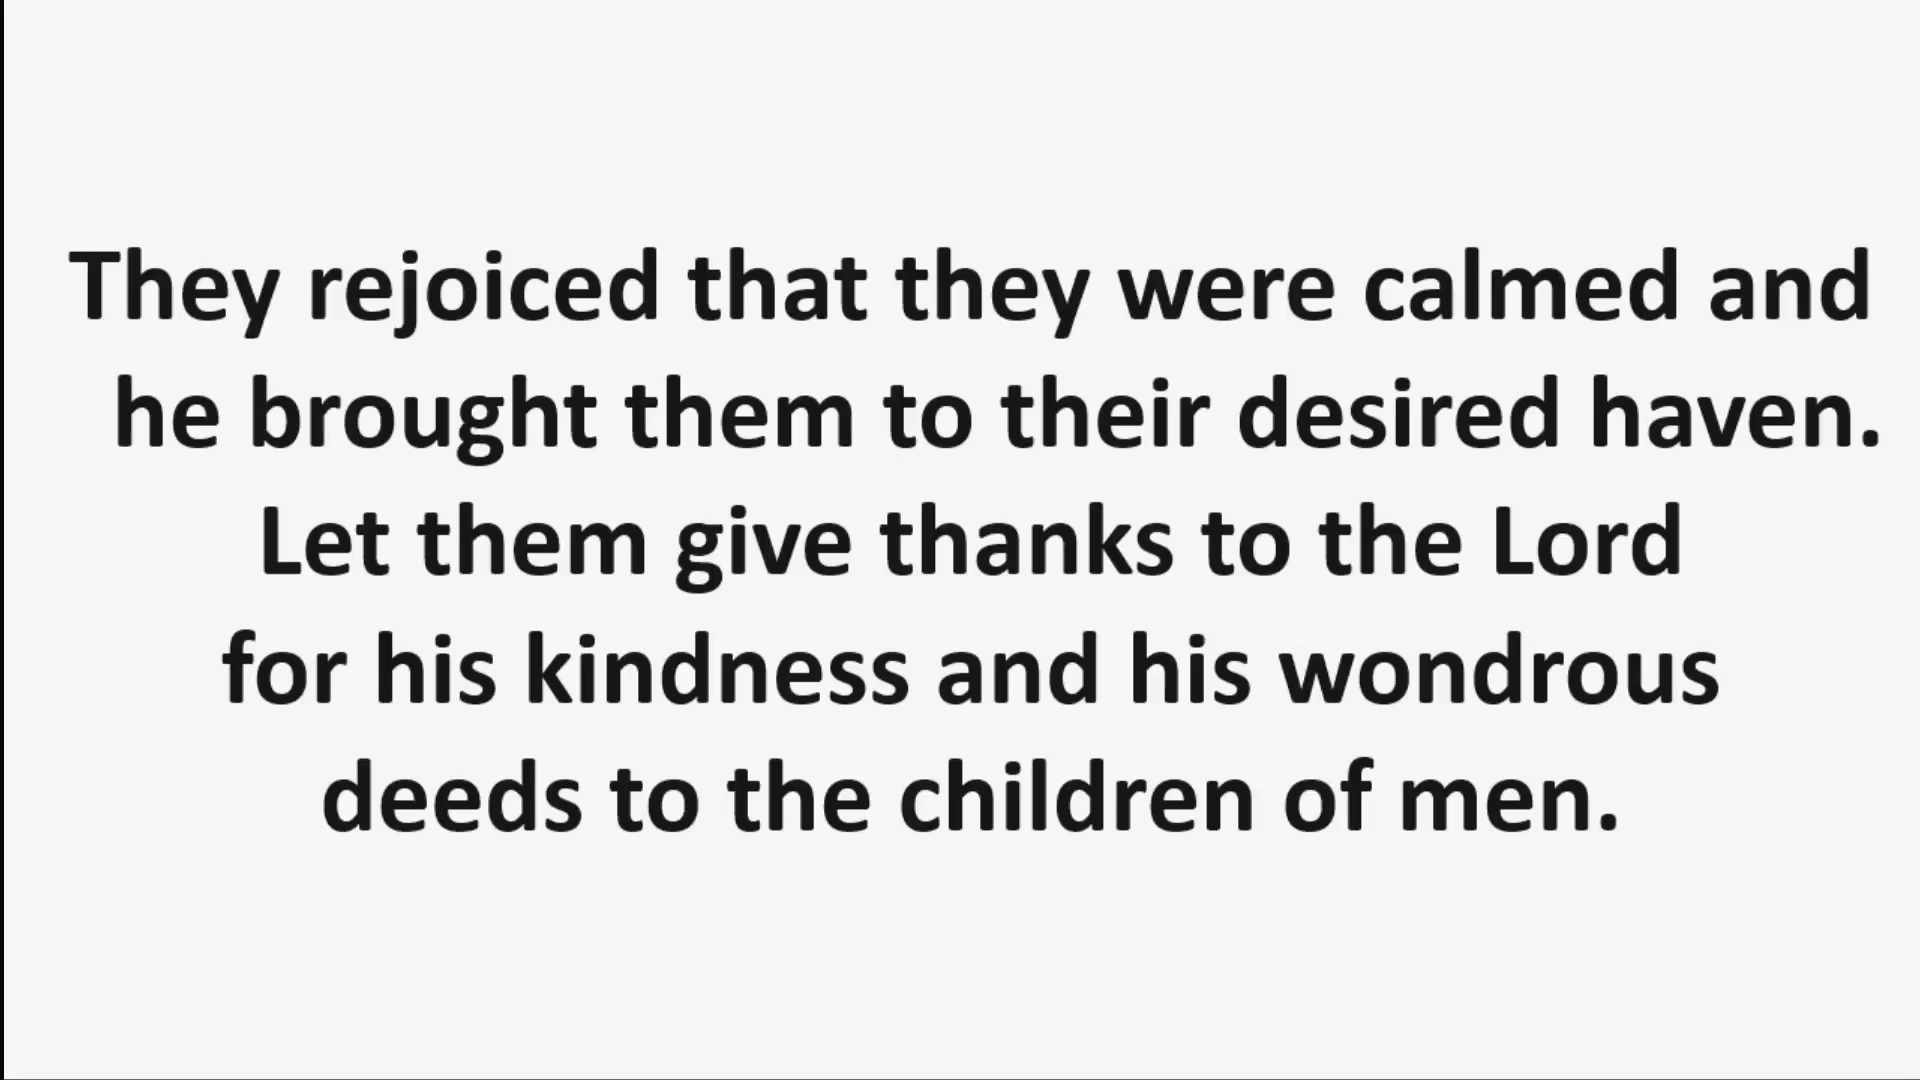 They rejoiced that they were calmed and
he brought them to their desired haven.
Let them give thanks to the Lord
for his kindness and his wondrous
deeds to the children of men.